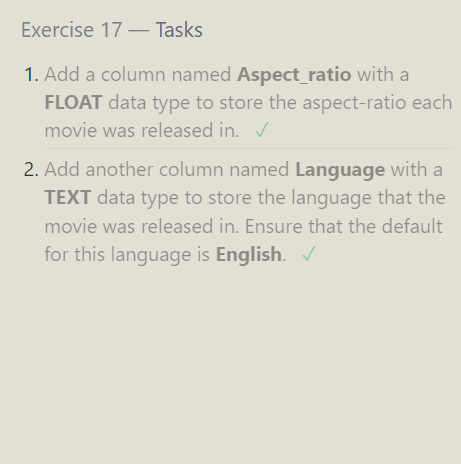 Exercise 17 — Tasks
1. Add a column named Aspect_ratio with a
FLOAT data type to store the aspect-ratio each
movie was released in. ✓
2. Add another column named Language with a
TEXT data type to store the language that the
movie was released in. Ensure that the default
for this language is English. ✓